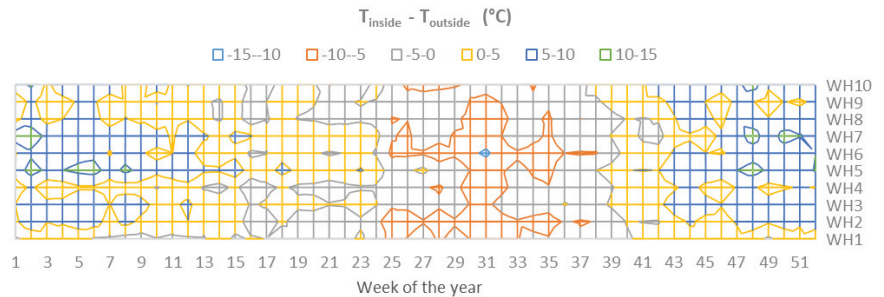 Tinside - Toutside (°C)
-15--10 -10--5 -5-0 0-5 5-10 10-15
WH10
WH9
WH8
WH7
WH6
WH5
WH4
WH3
WH2
WH1
1 3 5 7 9 11 13 15 17 19 21 23 25 27 29 31 33 35 37 39 41 43 45 47 49 51
Week of the year